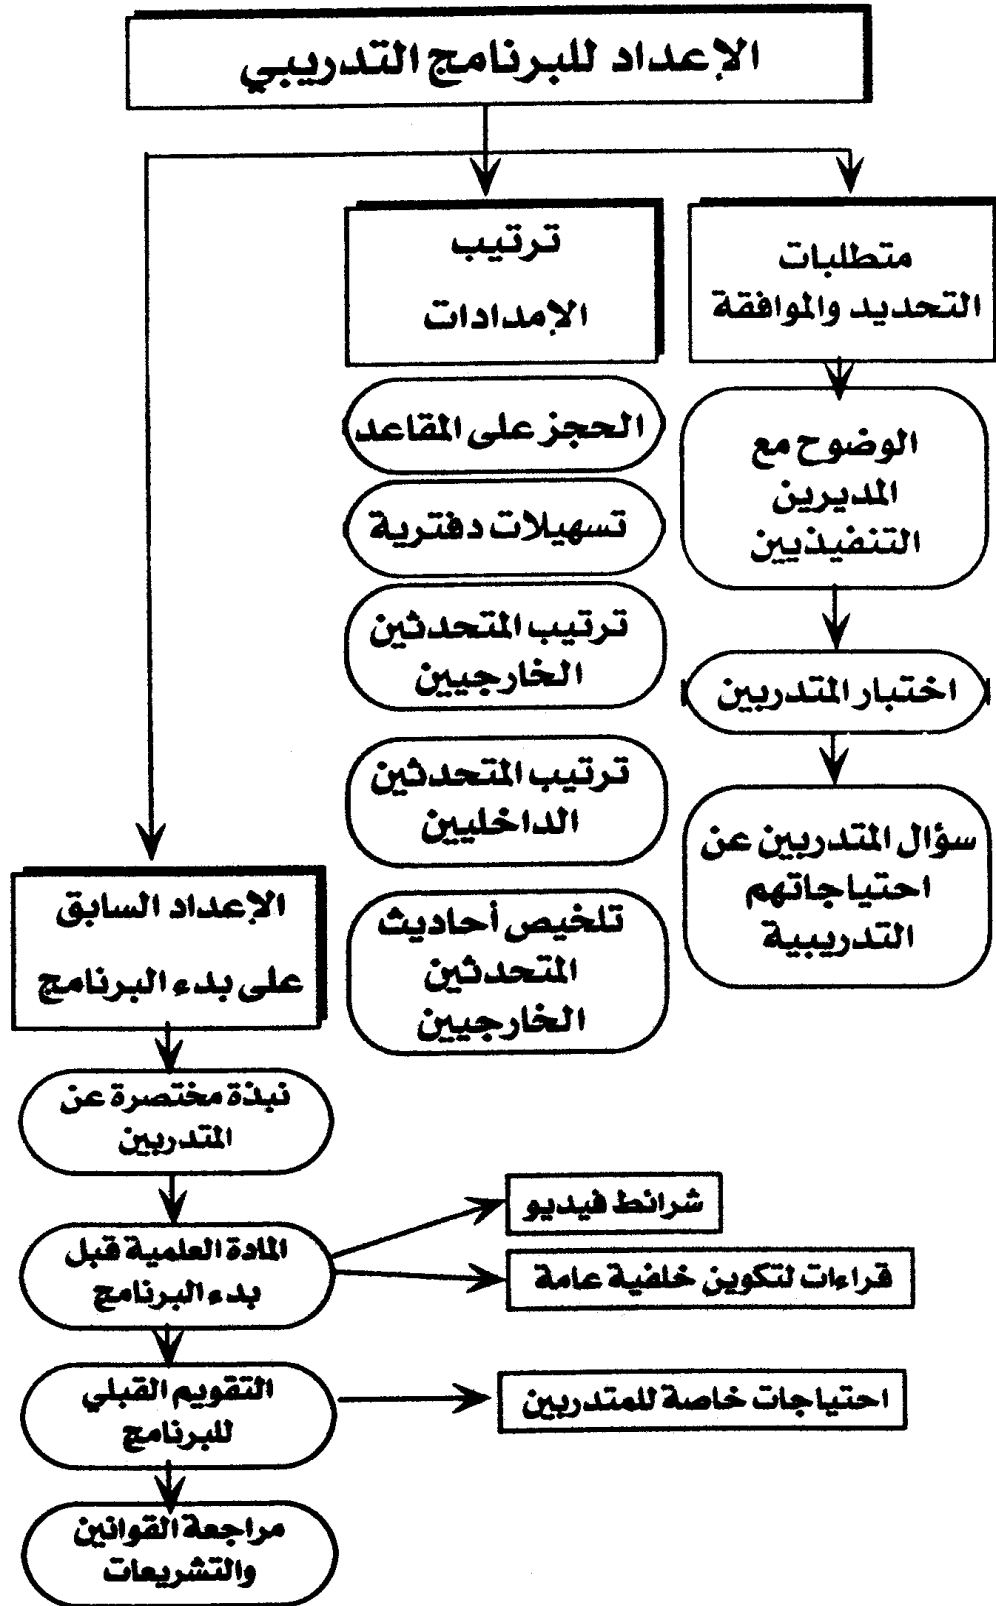 الإعداد للبرنامج التدريبي
متطلبات
التحديد والموافقة
الوضوح مع
المديرين
التنفيذيين
اختبار المتدربين
سؤال المتدربين عن
احتياجاتهم
التدريبية
ترتيب
الإمدادات
الحجز على المقاعد
تسهيلات دفترية
ترتيب المتحدثين
الخارجيين
ترتيب المتحدثين
الداخليين
تلخيص أحاديث
المتحدثين
الخارجيين
الإعداد السابق
على بدء البرنامج
نبذة مختصرة عن
المتدربين
المادة العلمية قبل
بدء البرنامج
شرائط فيديو
قراءات لتكوين خلفية عامة
التقويم القبلي
للبرنامج
احتياجات خاصة للمتدربين
مراجعة القوانين
والتشريعات